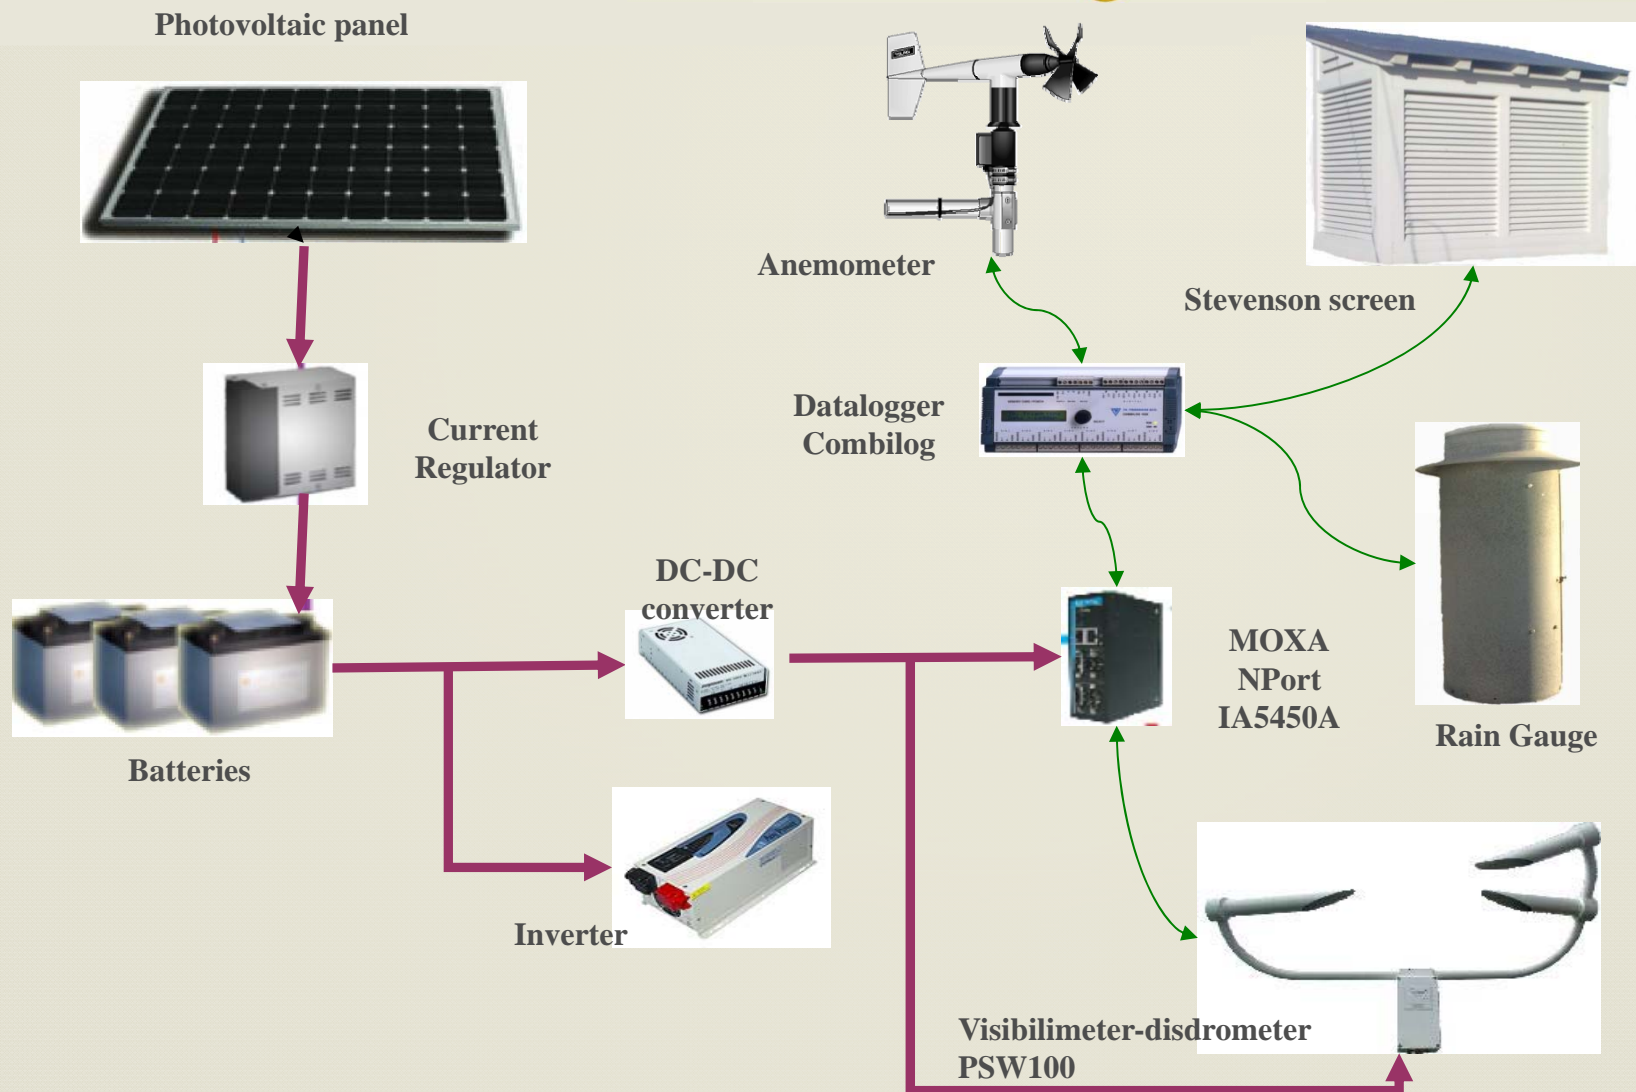 Photovoltaic panel
Anemometer
Stevenson screen
Current
Regulator
Datalogger
Combilog
DC-DC
converter
MOXA
NPort
IA5450A
Rain Gauge
Batteries
Inverter
Visibilimeter-disdrometer
PSW100